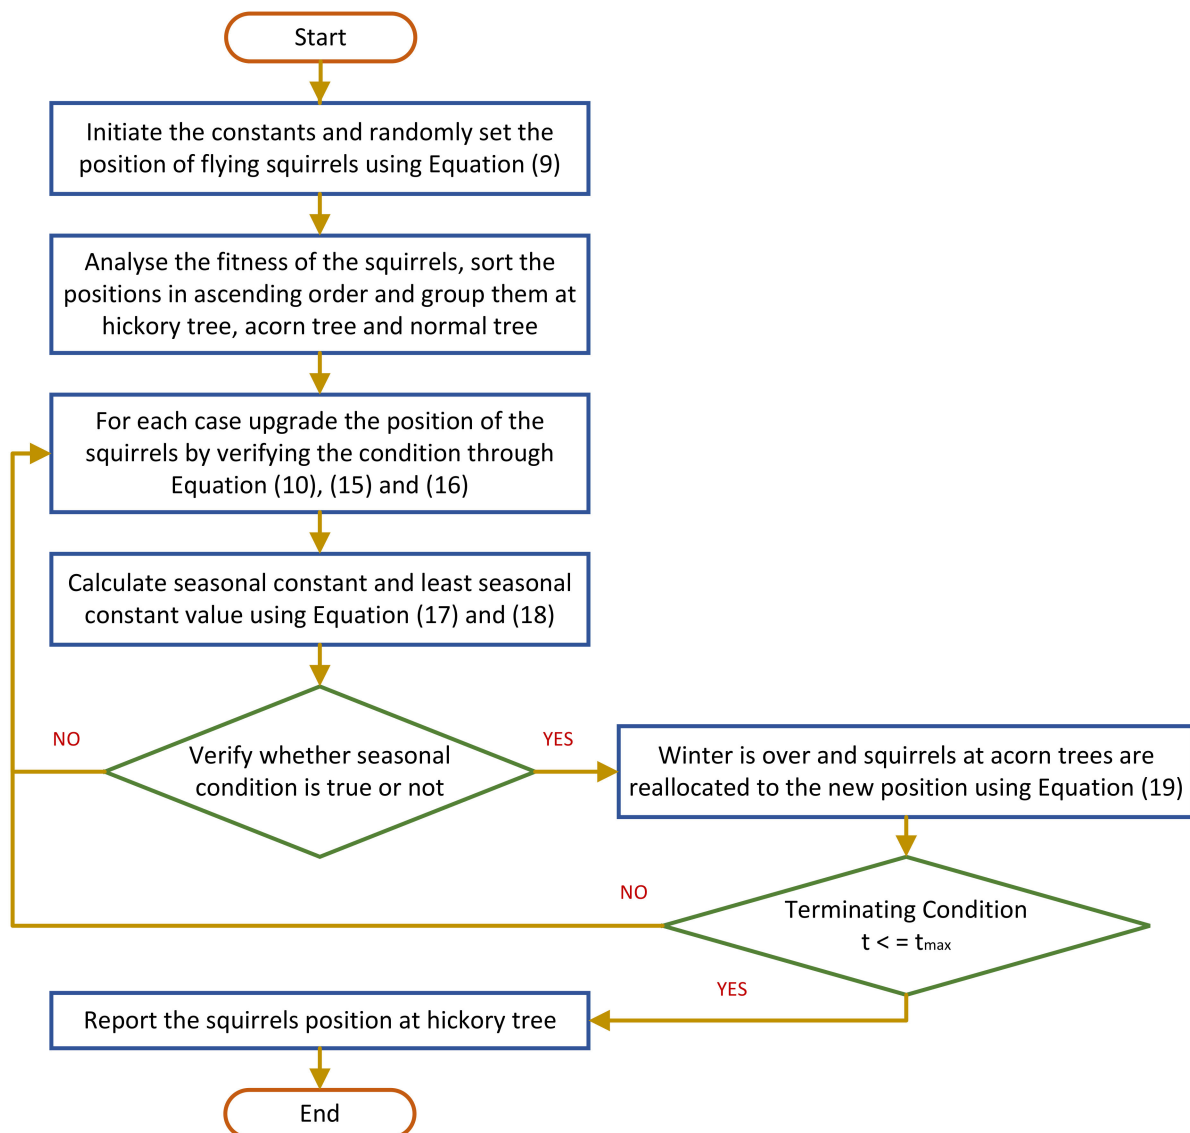 Start
Initiate the constants and randomly set the
position of flying squirrels using Equation (9)
Analyse the fitness of the squirrels, sort the
positions in ascending order and group them at
hickory tree, acorn tree and normal tree
For each case upgrade the position of the
squirrels by verifying the condition through
Equation (10), (15) and (16)
Calculate seasonal constant and least seasonal
constant value using Equation (17) and (18)
NO
Verify whether seasonal
condition is true or not
YES
Winter is over and squirrels at acorn trees are
reallocated to the new position using Equation (19)
NO
Terminating Condition
t < = tmax
YES
Report the squirrels position at hickory tree
End